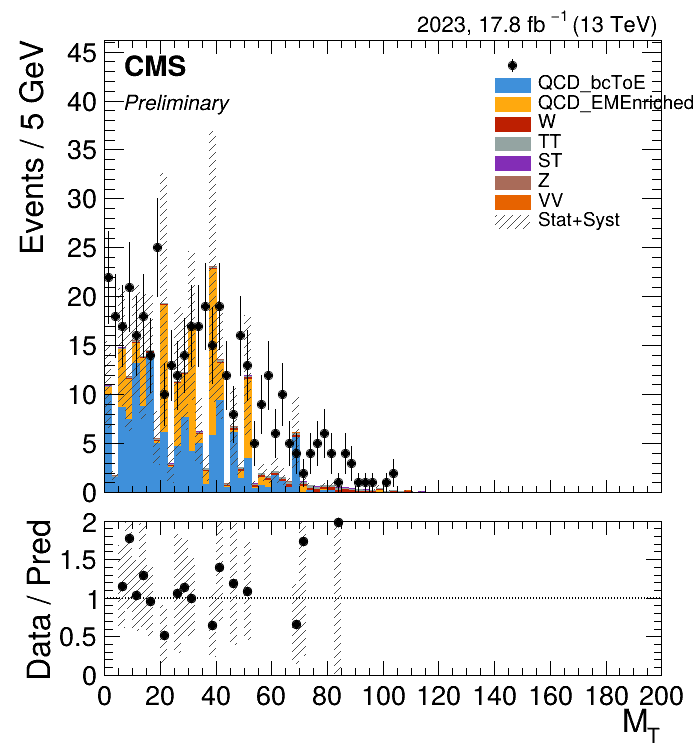 2023, 17.8 fb⁻¹ (13 TeV)
CMS
Preliminary
QCD_bcToE
QCD_EMEnriched
W
TT
ST
Z
VV
Stat+Syst
Events / 5 GeV
45
40
35
30
25
20
15
10
5
0
Data / Pred
2
1.5
1
0.5
0
0 20 40 60 80 100 120 140 160 180 200
M_T